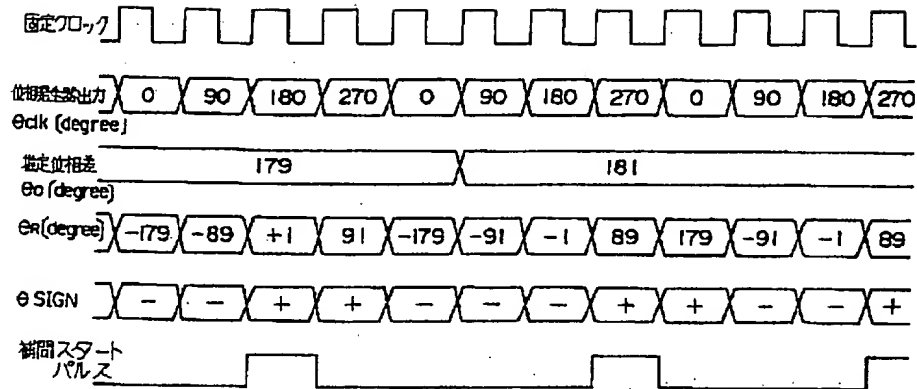 固定クロック
位相発生器出力 0 90 180 270 0 90 180 270 0 90 180 270
θclk (degree)
推定位相差 179 181
θo (degree)
θR (degree) -179 -89 +1 91 -179 -91 -1 89 179 -91 -1 89
θ SIGN - - + + - - - + + - - +
補間スタート
パルス